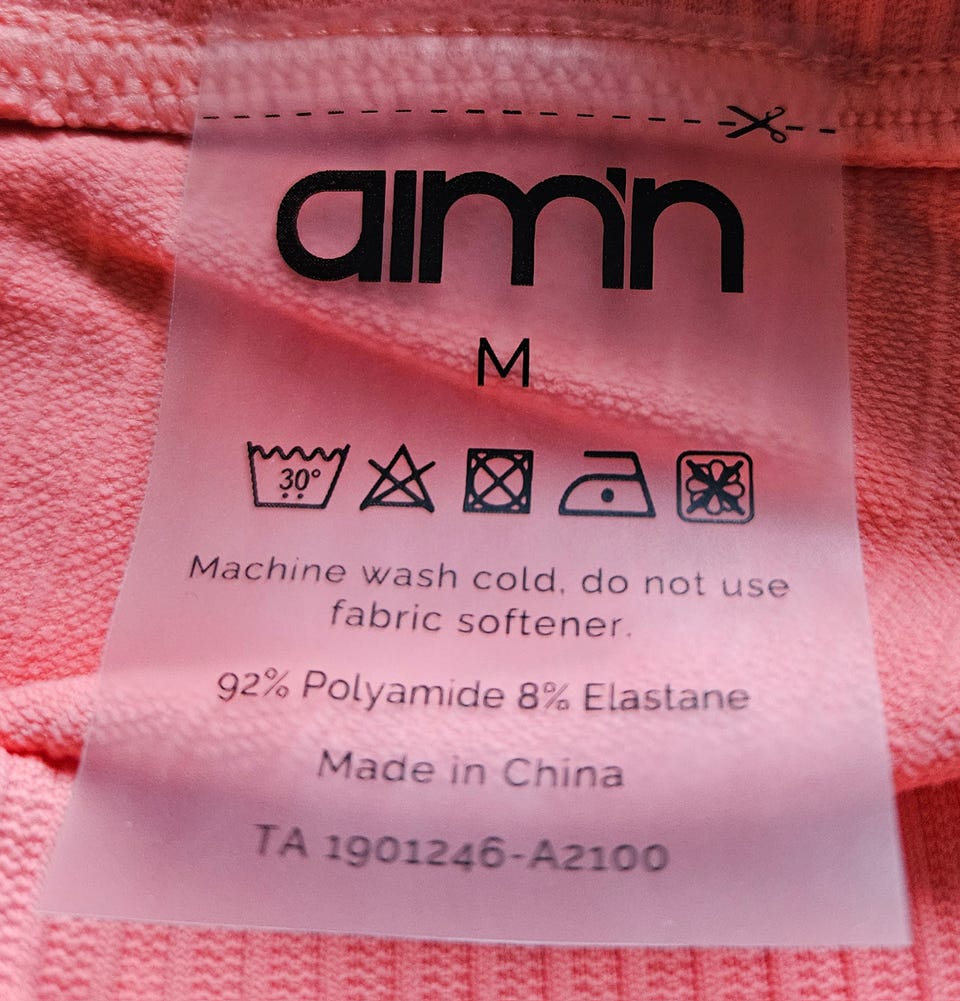 aim'n
M
30°
Machine wash cold, do not use
fabric softener.
92% Polyamide 8% Elastane
Made in China
TA 1901246-A2100